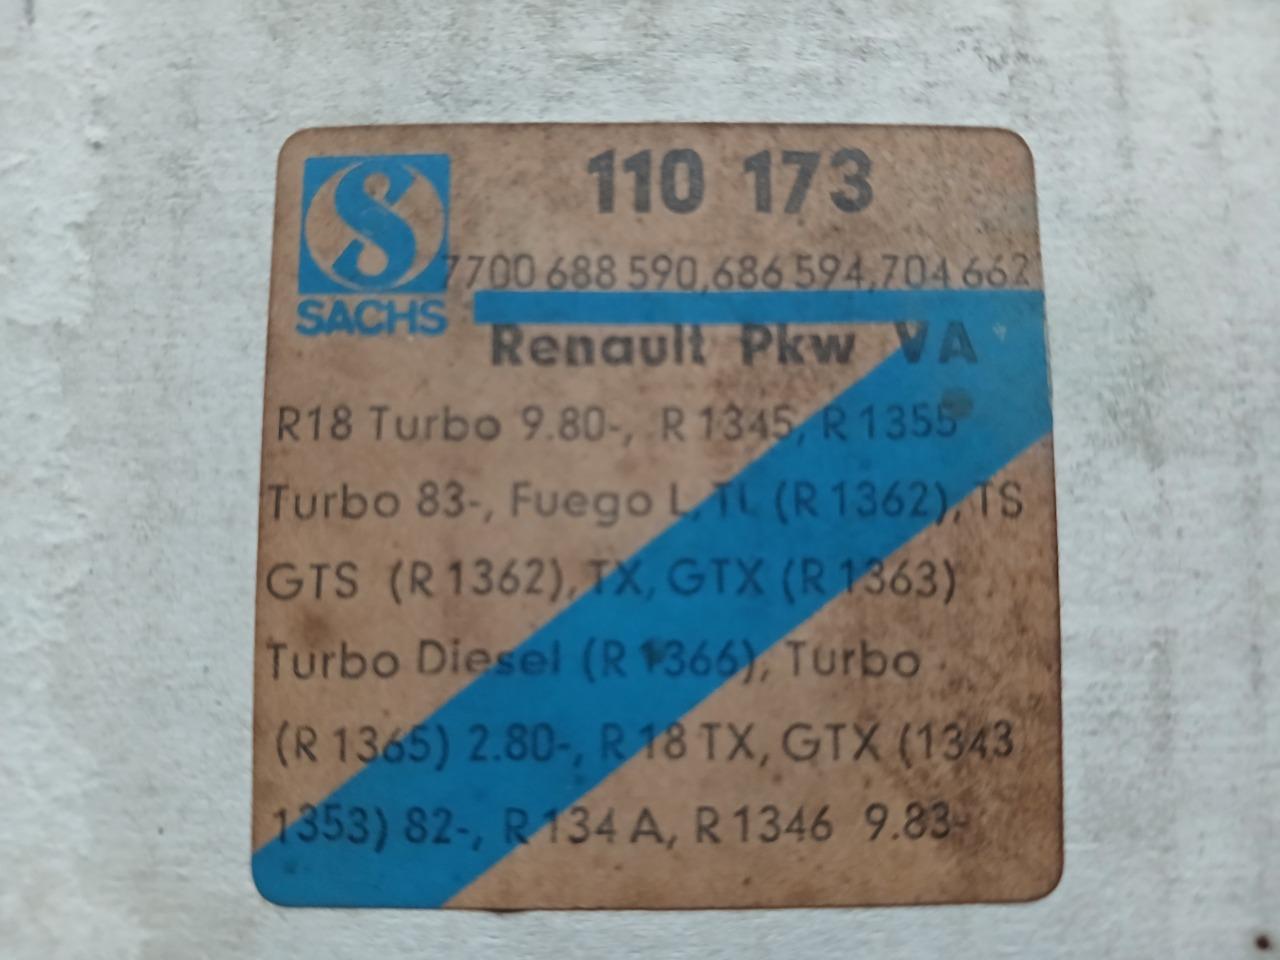 110 173
7700 688 590,686 594,704 662
SACHS
Renault Pkw VA
R18 Turbo 9.80-, R 1345, R 1355
Turbo 83-, Fuego L, TL (R 1362), TS
GTS (R 1362), TX, GTX (R 1363)
Turbo Diesel (R 1366), Turbo
(R 1365) 2.80-, R 18 TX, GTX (1343
1353) 82-, R 134 A, R 1346 9.83-